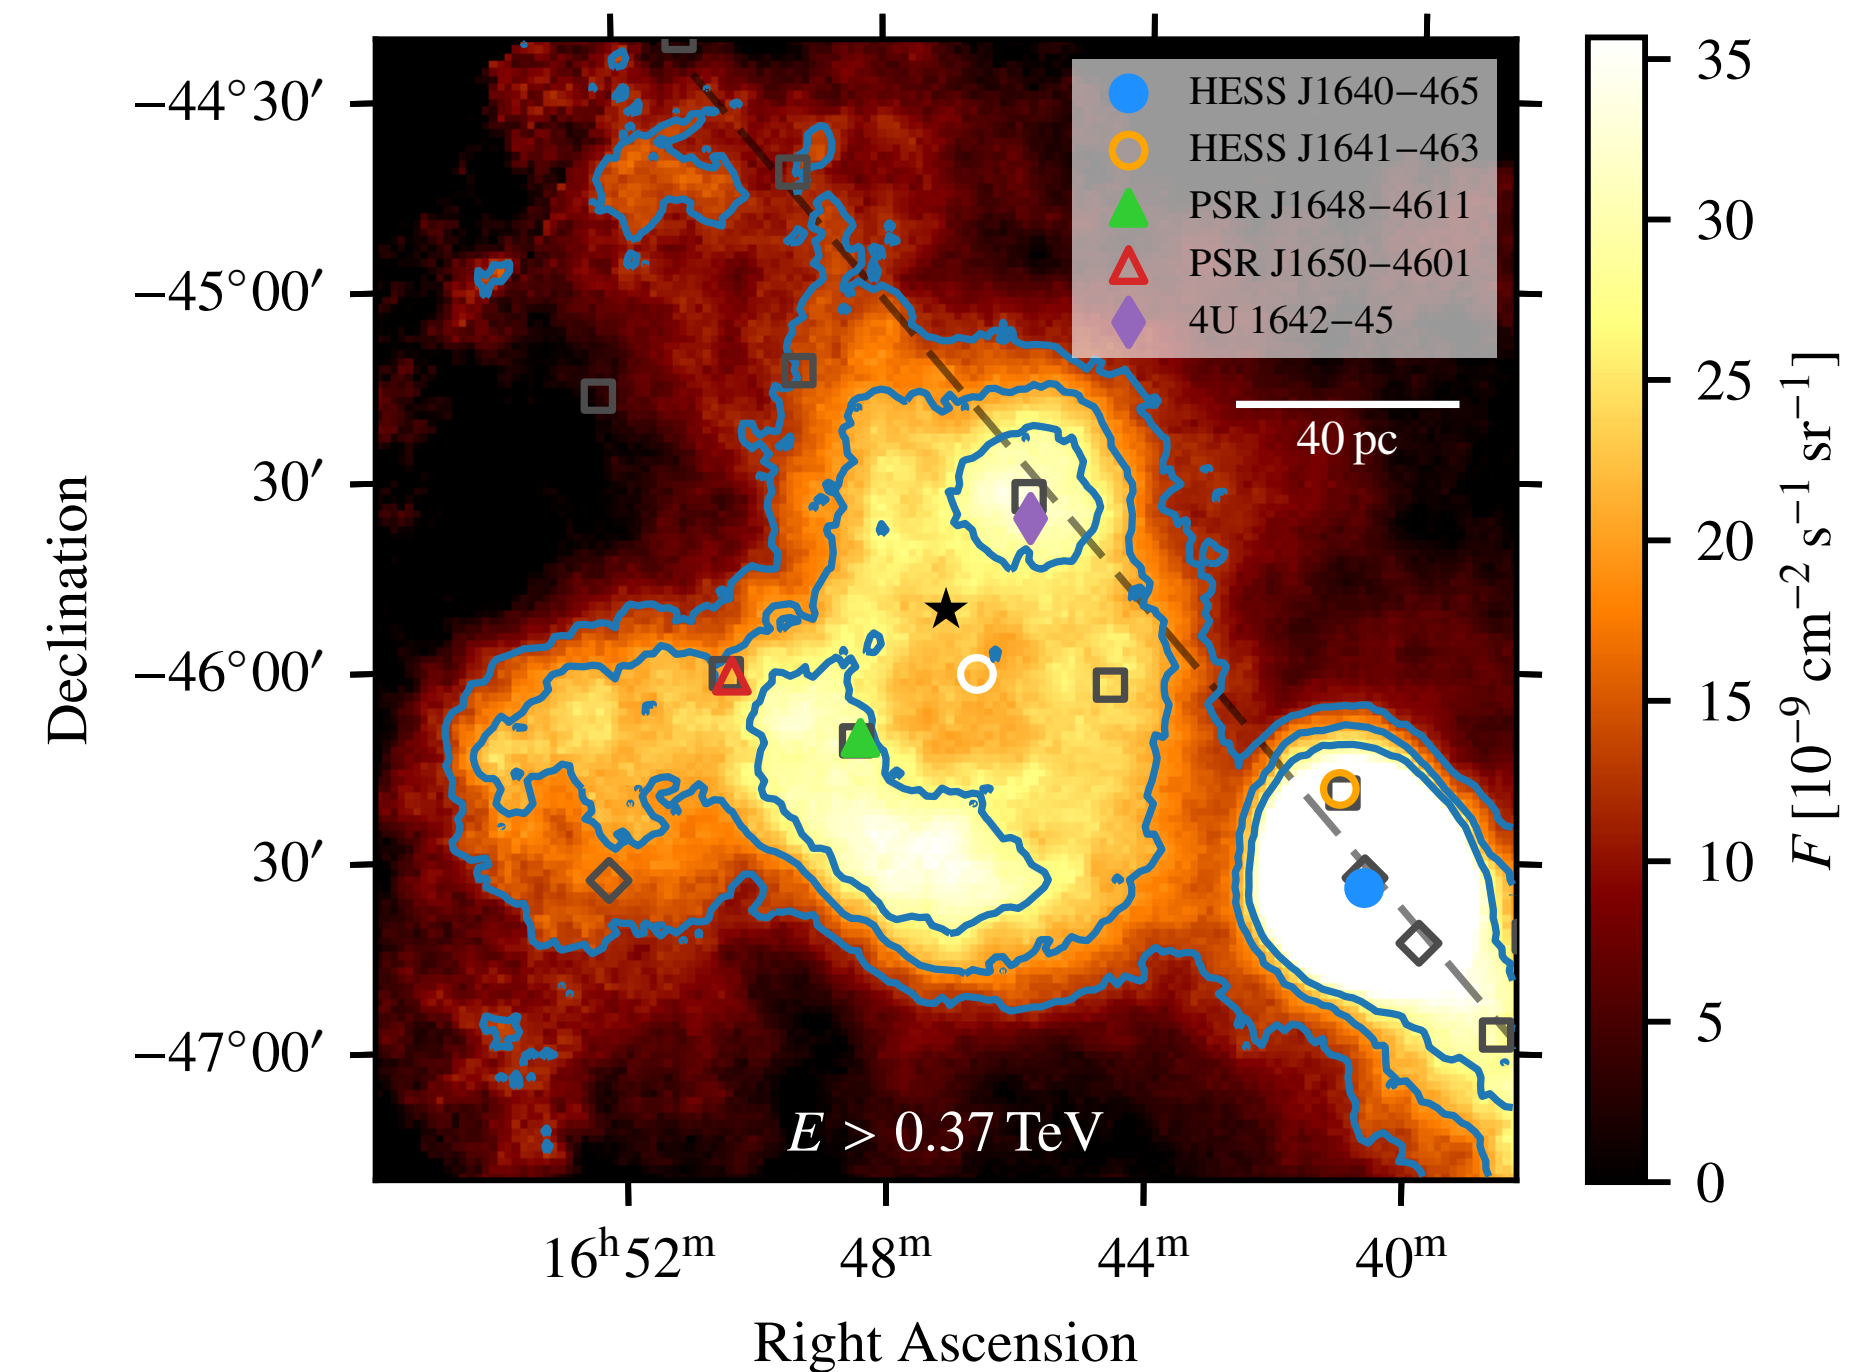 HESS J1640−465
HESS J1641−463
PSR J1648−4611
PSR J1650−4601
4U 1642−45
40 pc
E > 0.37 TeV
−44°30′
−45°00′
30′
−46°00′
30′
−47°00′
Declination
16ʰ52ᵐ
48ᵐ
44ᵐ
40ᵐ
Right Ascension
35
30
25
20
15
10
5
0
F [10⁻⁹ cm⁻² s⁻¹ sr⁻¹]